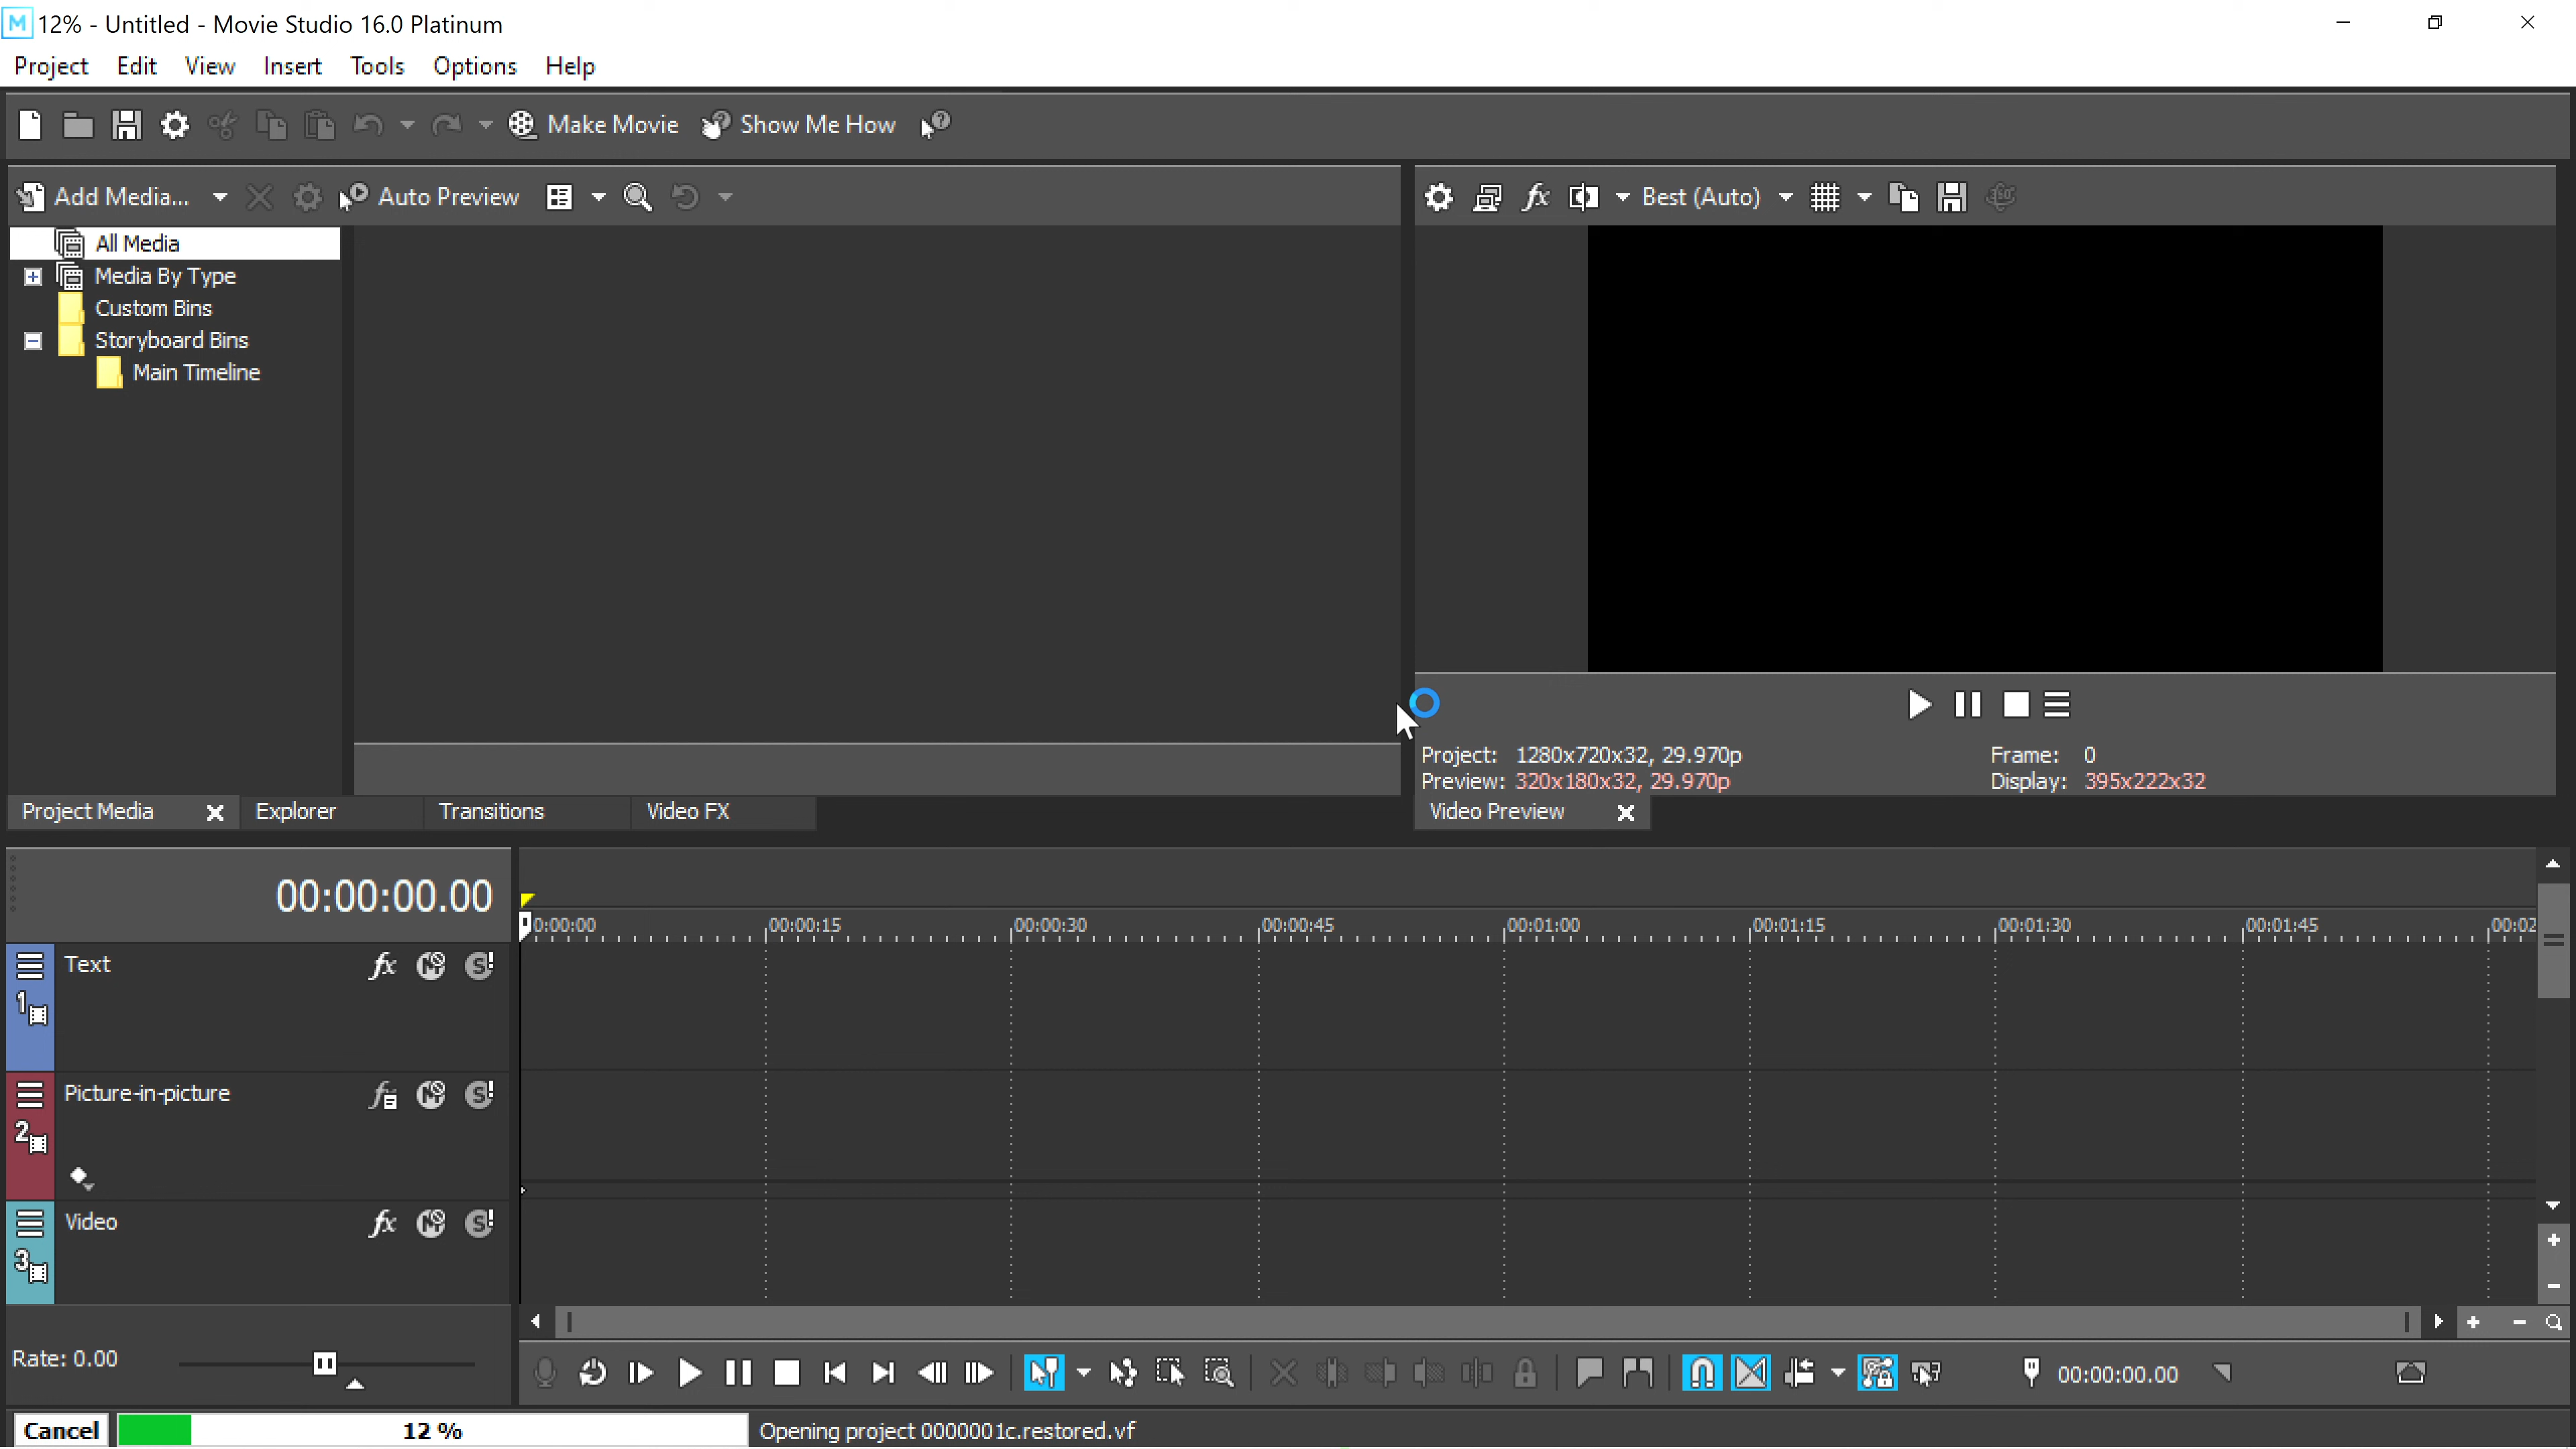 12% - Untitled - Movie Studio 16.0 Platinum
Project Edit View Insert Tools Options Help
Make Movie Show Me How
Add Media... Auto Preview
Best (Auto)
All Media
Media By Type
Custom Bins
Storyboard Bins
Main Timeline
Project: 1280x720x32, 29.970p Frame: 0
Preview: 320x180x32, 29.970p Display: 395x222x32
Project Media Explorer Transitions Video FX
Video Preview
00:00:00.00
0:00:00 00:00:15 00:00:30 00:00:45 00:01:00 00:01:15 00:01:30 00:01:45 00:02
Text
1
Picture-in-picture
2
Video
3
Rate: 0.00
00:00:00.00
Cancel 12 % Opening project 0000001c.restored.vf